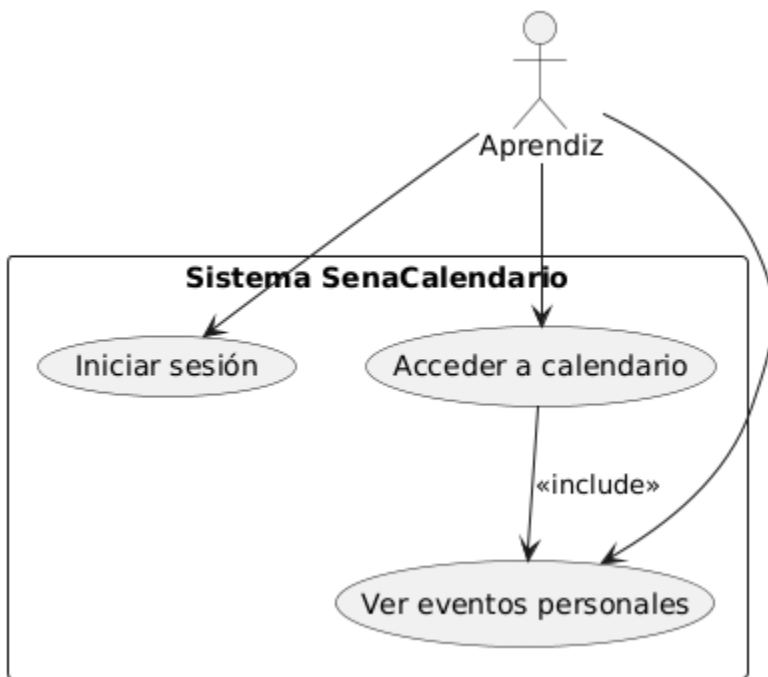 Aprendiz
Sistema SenaCalendario
Iniciar sesión
Acceder a calendario
«include»
Ver eventos personales